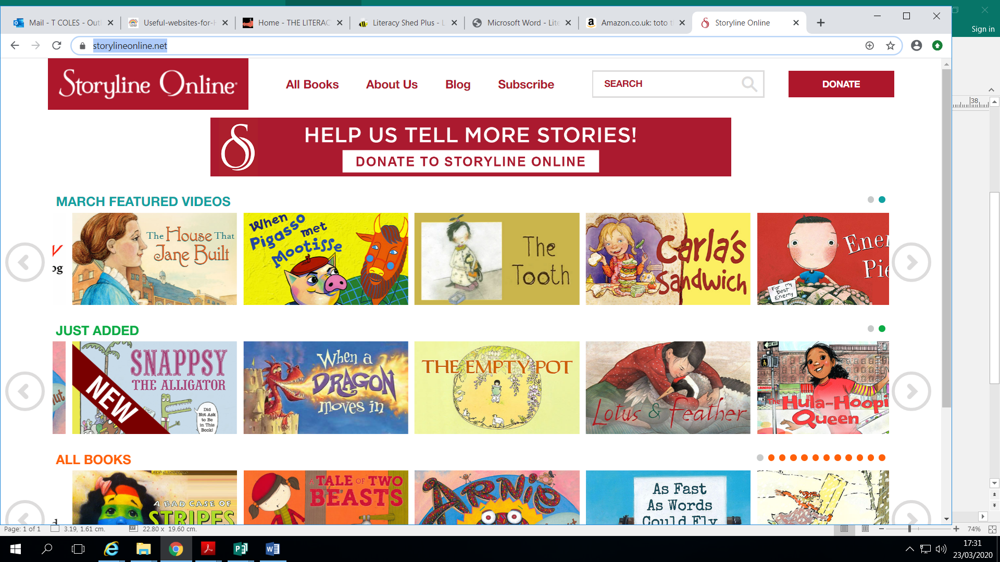 Sign in
Mail - T COLES - Outl
Useful-websites-for-H
Home - THE LITERAC
Literacy Shed Plus - L
Microsoft Word - Lite
Amazon.co.uk: toto t
Storyline Online
storylineonline.net
Storyline Online
All Books
About Us
Blog
Subscribe
SEARCH
DONATE
38
HELP US TELL MORE STORIES!
DONATE TO STORYLINE ONLINE
MARCH FEATURED VIDEOS
og
The House That
Jane Built
When
Pigasso
met
Mootisse
The
Tooth
Carla's
Sandwich
Enem
Pie
For my
Best
Enemy
JUST ADDED
NEW
SNAPPSY
THE ALLIGATOR
Did
Not Ask
to Be
in This
Book!
When a
DRAGON
moves in
THE EMPTY POT
Lotus & Feather
ONE WAY
The Hula-Hoopi
Queen
ALL BOOKS
A BAD CASE OF
STRIPES
A TALE OF TWO
BEASTS
ARNIE
As Fast
As Words
Could Fly
Page: 1 of 1
3.19, 1.61 cm.
22.80 x 19.60 cm.
74%
17:31
23/03/2020